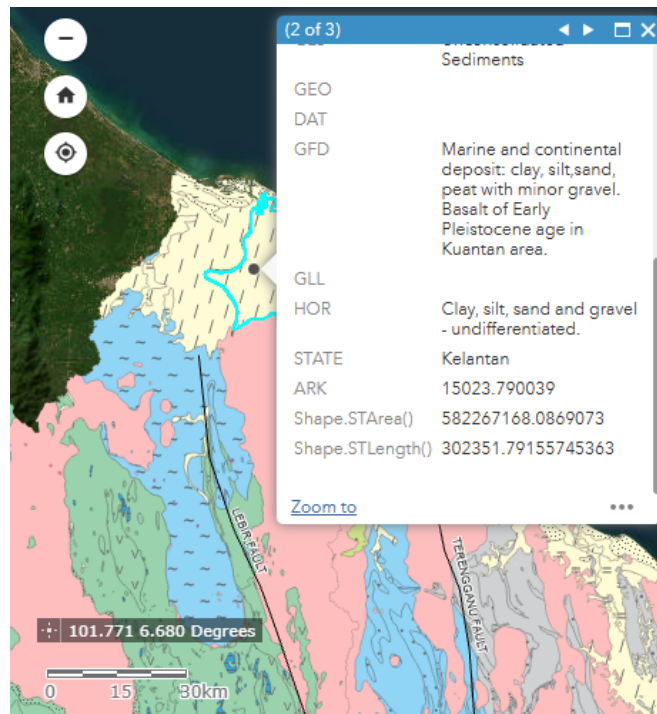 (2 of 3)
Sediments
GEO
DAT
GFD
Marine and continental
deposit: clay, silt,sand,
peat with minor gravel.
Basalt of Early
Pleistocene age in
Kuantan area.
GLL
HOR
Clay, silt, sand and gravel
- undifferentiated.
STATE
Kelantan
ARK
15023.790039
Shape.STArea()
582267168.0869073
Shape.STLength()
302351.79155745363
Zoom to
LEBIR FAULT
TERENGGANU FAULT
101.771 6.680 Degrees
0 15 30km